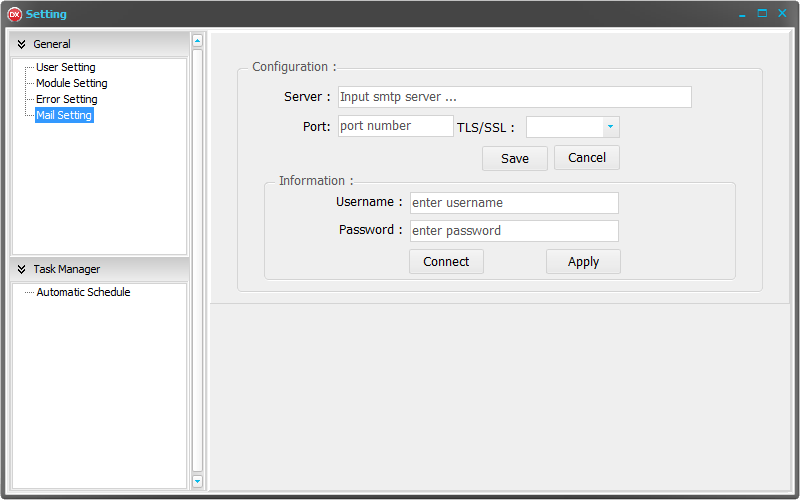 DX Setting
General
User Setting
Module Setting
Error Setting
Mail Setting
Task Manager
Automatic Schedule
Configuration :
Server : Input smtp server ...
Port: port number TLS/SSL :
Save Cancel
Information :
Username : enter username
Password : enter password
Connect Apply